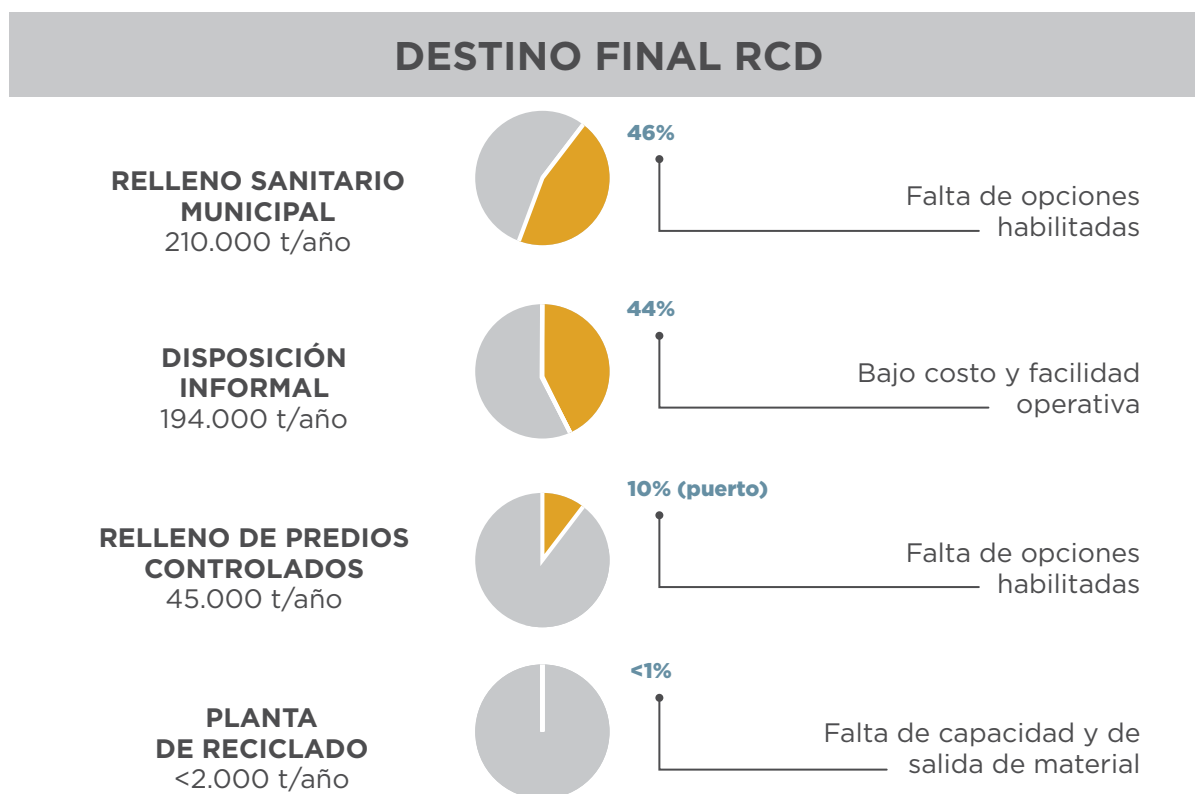 DESTINO FINAL RCD
RELLENO SANITARIO
MUNICIPAL
210.000 t/año
46%
Falta de opciones
habilitadas
DISPOSICIÓN
INFORMAL
194.000 t/año
44%
Bajo costo y facilidad
operativa
RELLENO DE PREDIOS
CONTROLADOS
45.000 t/año
10% (puerto)
Falta de opciones
habilitadas
PLANTA
DE RECICLADO
<2.000 t/año
<1%
Falta de capacidad y de
salida de material